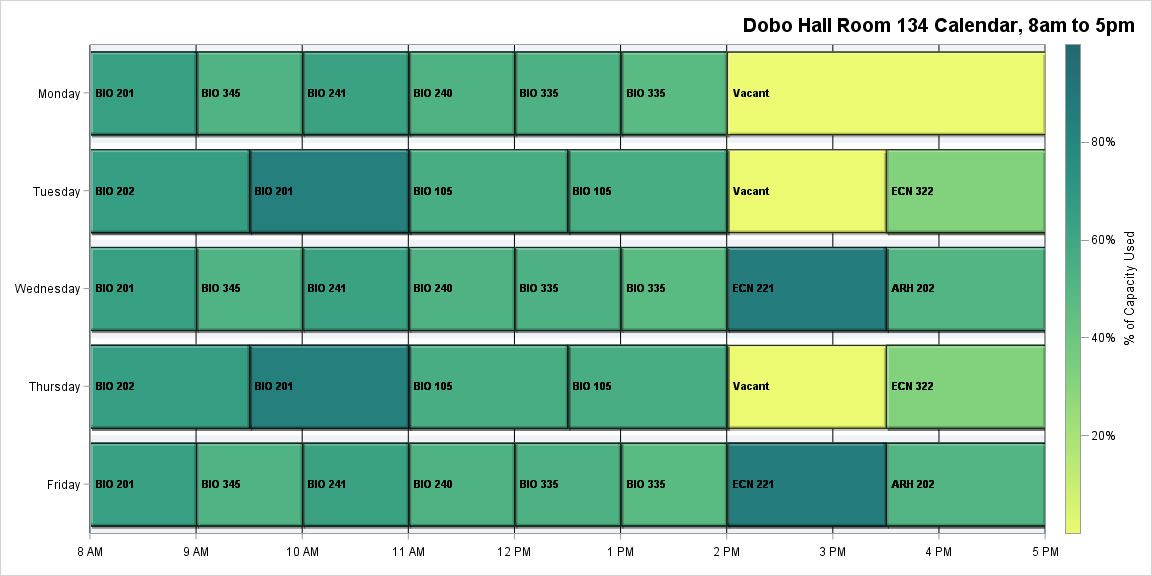 Dobo Hall Room 134 Calendar, 8am to 5pm
Monday BIO 201 BIO 345 BIO 241 BIO 240 BIO 335 BIO 335 Vacant
Tuesday BIO 202 BIO 201 BIO 105 BIO 105 Vacant ECN 322
Wednesday BIO 201 BIO 345 BIO 241 BIO 240 BIO 335 BIO 335 ECN 221 ARH 202
Thursday BIO 202 BIO 201 BIO 105 BIO 105 Vacant ECN 322
Friday BIO 201 BIO 345 BIO 241 BIO 240 BIO 335 BIO 335 ECN 221 ARH 202
8 AM 9 AM 10 AM 11 AM 12 PM 1 PM 2 PM 3 PM 4 PM 5 PM
80%
60%
40%
20%
% of Capacity Used